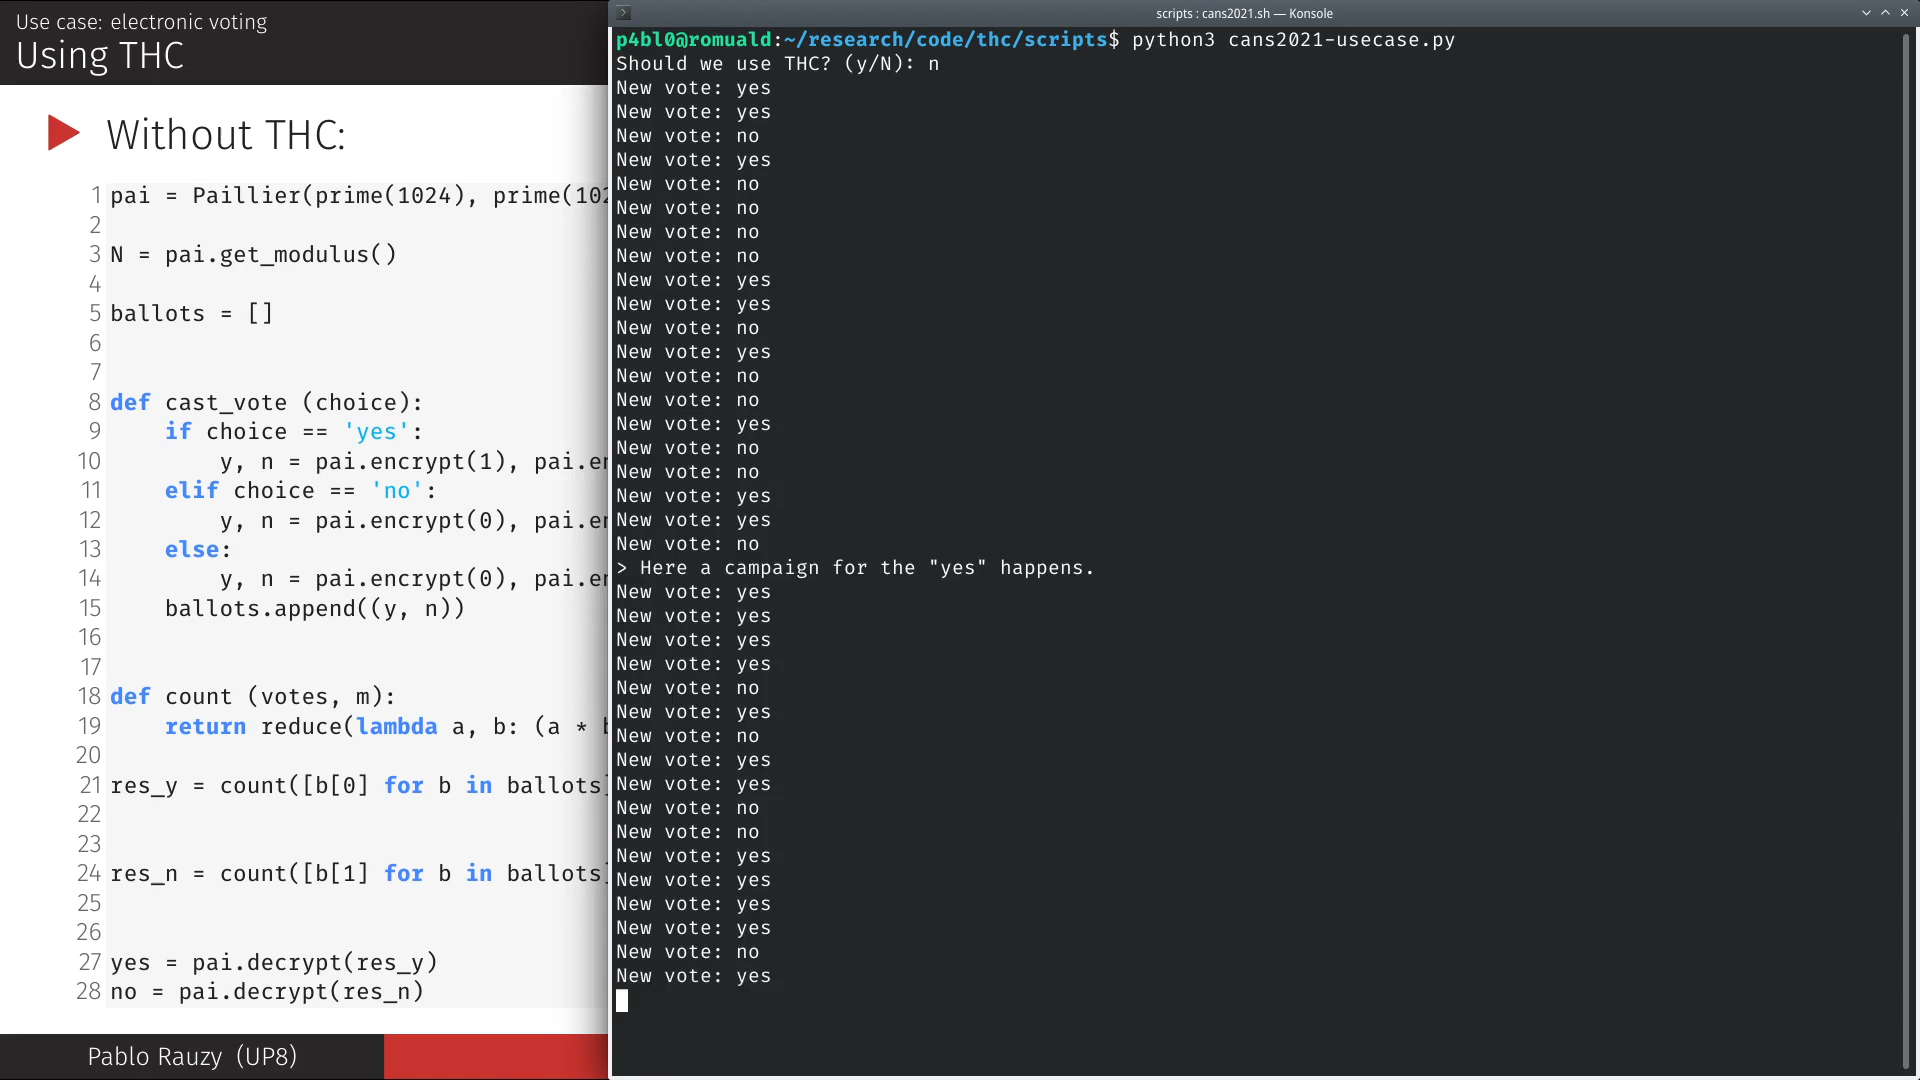 Use case: electronic voting
Using THC
Without THC:
1 pai = Paillier(prime(1024), prime(102
2
3 N = pai.get_modulus()
4
5 ballots = []
6
7
8 def cast_vote (choice):
9 if choice == 'yes':
10 y, n = pai.encrypt(1), pai.en
11 elif choice == 'no':
12 y, n = pai.encrypt(0), pai.en
13 else:
14 y, n = pai.encrypt(0), pai.en
15 ballots.append((y, n))
16
17
18 def count (votes, m):
19 return reduce(lambda a, b: (a * b
20
21 res_y = count([b[0] for b in ballots]
22
23
24 res_n = count([b[1] for b in ballots]
25
26
27 yes = pai.decrypt(res_y)
28 no = pai.decrypt(res_n)
Pablo Rauzy (UP8)
scripts : cans2021.sh — Konsole
p4bl0@romuald:~/research/code/thc/scripts$ python3 cans2021-usecase.py
Should we use THC? (y/N): n
New vote: yes
New vote: yes
New vote: no
New vote: yes
New vote: no
New vote: no
New vote: no
New vote: no
New vote: yes
New vote: yes
New vote: no
New vote: yes
New vote: no
New vote: no
New vote: yes
New vote: no
New vote: no
New vote: yes
New vote: yes
New vote: no
> Here a campaign for the "yes" happens.
New vote: yes
New vote: yes
New vote: yes
New vote: yes
New vote: no
New vote: yes
New vote: no
New vote: yes
New vote: yes
New vote: no
New vote: no
New vote: yes
New vote: yes
New vote: yes
New vote: yes
New vote: no
New vote: yes